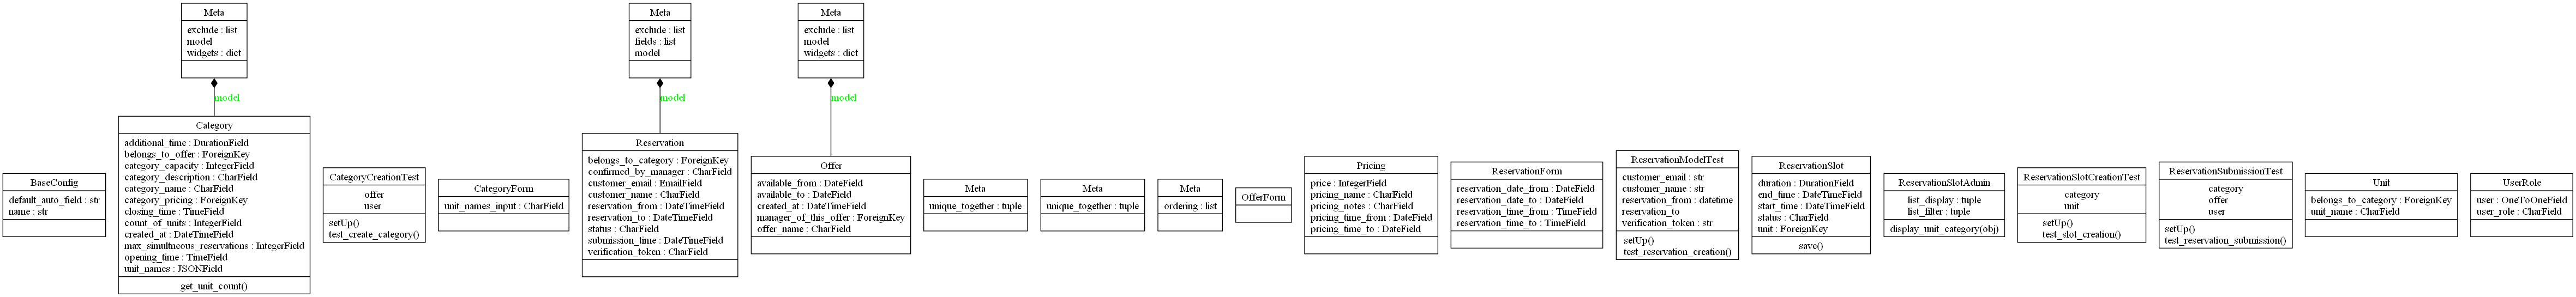 Meta
exclude : list
model
widgets : dict
Meta
exclude : list
fields : list
model
Meta
exclude : list
model
widgets : dict
model
model
model
BaseConfig
default_auto_field : str
name : str
Category
additional_time : DurationField
belongs_to_offer : ForeignKey
category_capacity : IntegerField
category_description : CharField
category_name : CharField
category_pricing : ForeignKey
closing_time : TimeField
count_of_units : IntegerField
created_at : DateTimeField
max_simultneous_reservations : IntegerField
opening_time : TimeField
unit_names : JSONField
get_unit_count()
CategoryCreationTest
offer
user
setUp()
test_create_category()
CategoryForm
unit_names_input : CharField
Reservation
belongs_to_category : ForeignKey
confirmed_by_manager : CharField
customer_email : EmailField
customer_name : CharField
reservation_from : DateTimeField
reservation_to : DateTimeField
status : CharField
submission_time : DateTimeField
verification_token : CharField
Offer
available_from : DateField
available_to : DateField
created_at : DateTimeField
manager_of_this_offer : ForeignKey
offer_name : CharField
Meta
unique_together : tuple
Meta
unique_together : tuple
Meta
ordering : list
OfferForm
Pricing
price : IntegerField
pricing_name : CharField
pricing_notes : CharField
pricing_time_from : DateField
pricing_time_to : DateField
ReservationForm
reservation_date_from : DateField
reservation_date_to : DateField
reservation_time_from : TimeField
reservation_time_to : TimeField
ReservationModelTest
customer_email : str
customer_name : str
reservation_from : datetime
reservation_to
verification_token : str
setUp()
test_reservation_creation()
ReservationSlot
duration : DurationField
end_time : DateTimeField
start_time : DateTimeField
status : CharField
unit : ForeignKey
save()
ReservationSlotAdmin
list_display : tuple
list_filter : tuple
display_unit_category(obj)
ReservationSlotCreationTest
category
unit
setUp()
test_slot_creation()
ReservationSubmissionTest
category
offer
user
setUp()
test_reservation_submission()
Unit
belongs_to_category : ForeignKey
unit_name : CharField
UserRole
user : OneToOneField
user_role : CharField